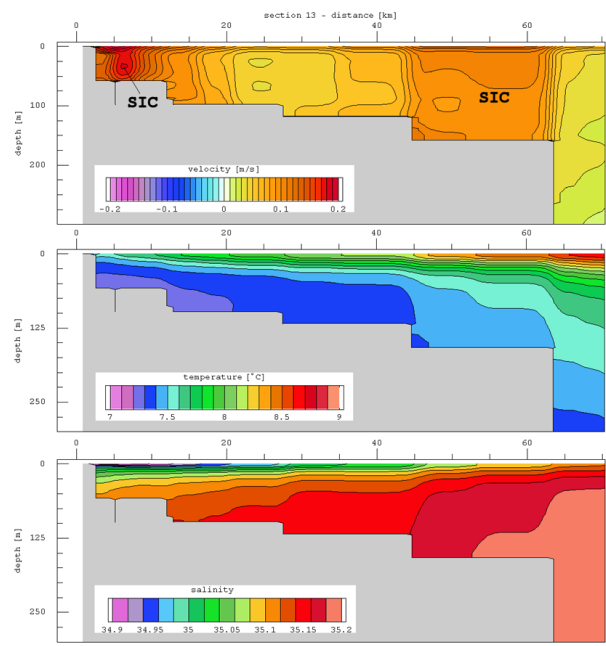 section 13 - distance [km]
0 20 40 60
0
100
200
depth [m]
SIC
SIC
velocity [m/s]
-0.2 -0.1 0 0.1 0.2
0 20 40 60
0
125
250
depth [m]
temperature [°C]
7 7.5 8 8.5 9
0 20 40 60
0
125
250
depth [m]
salinity
34.9 34.95 35 35.05 35.1 35.15 35.2